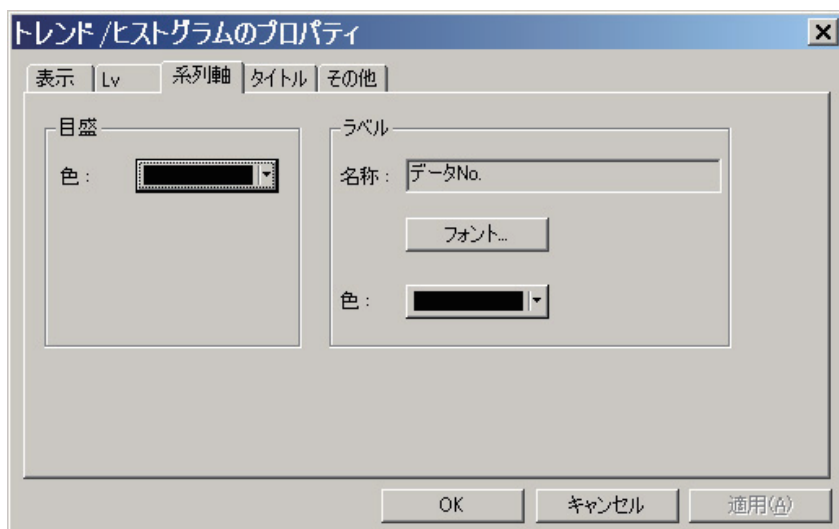 トレンド/ヒストグラムのプロパティ
表示 Lv 系列軸 タイトル その他
目盛
色：
ラベル
名称： データNo.
フォント...
色：
OK キャンセル 適用(A)